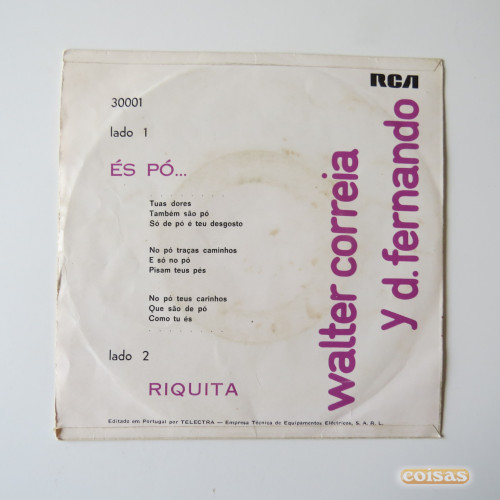 RCA
30001
lado 1
ÉS PÓ...
Tuas dores
Também são pó
Só de pó é teu desgosto
No pó traças caminhos
E só no pó
Pisam teus pés
No pó teus carinhos
Que são de pó
Como tu és
lado 2
RIQUITA
walter correia
y d. fernando
Editado em Portugal por TELECTRA — Empresa Técnica de Equipamentos Eléctricos, S. A. R. L.
coisas